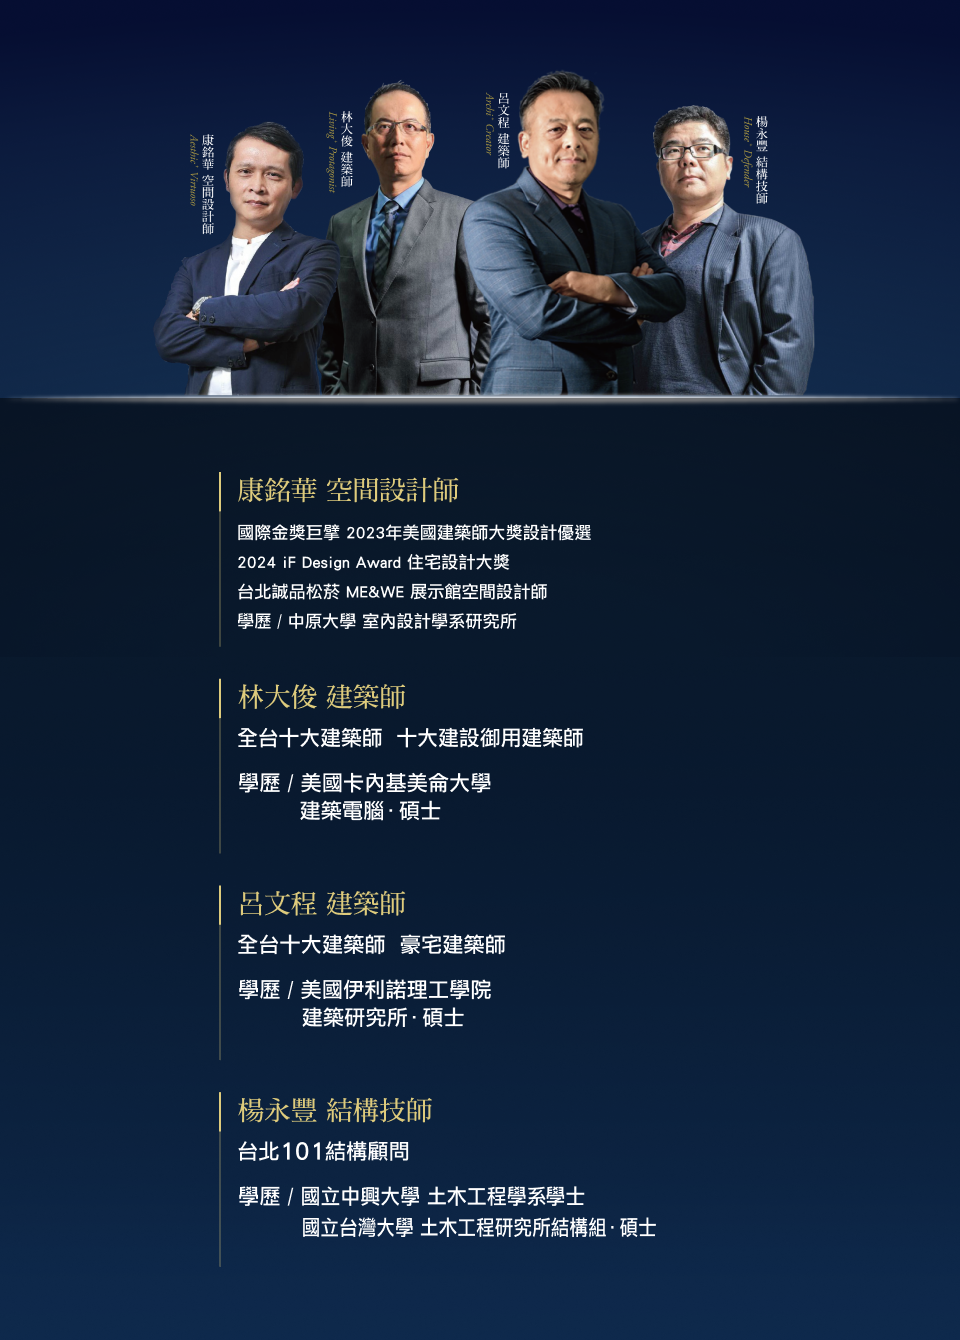 康銘華 空間設計師
Aesthic' Virtuoso
林大俊 建築師
Living' Protagonist
呂文程 建築師
Archi' Creator
楊永豐 結構技師
House' Defender
康銘華 空間設計師
國際金獎巨擘 2023年美國建築師大獎設計優選
2024 iF Design Award 住宅設計大獎
台北誠品松菸 ME&WE 展示館空間設計師
學歷 / 中原大學 室內設計學系研究所
林大俊 建築師
全台十大建築師 十大建設御用建築師
學歷 / 美國卡內基美侖大學
建築電腦·碩士
呂文程 建築師
全台十大建築師 豪宅建築師
學歷 / 美國伊利諾理工學院
建築研究所·碩士
楊永豐 結構技師
台北101結構顧問
學歷 / 國立中興大學 土木工程學系學士
國立台灣大學 土木工程研究所結構組·碩士